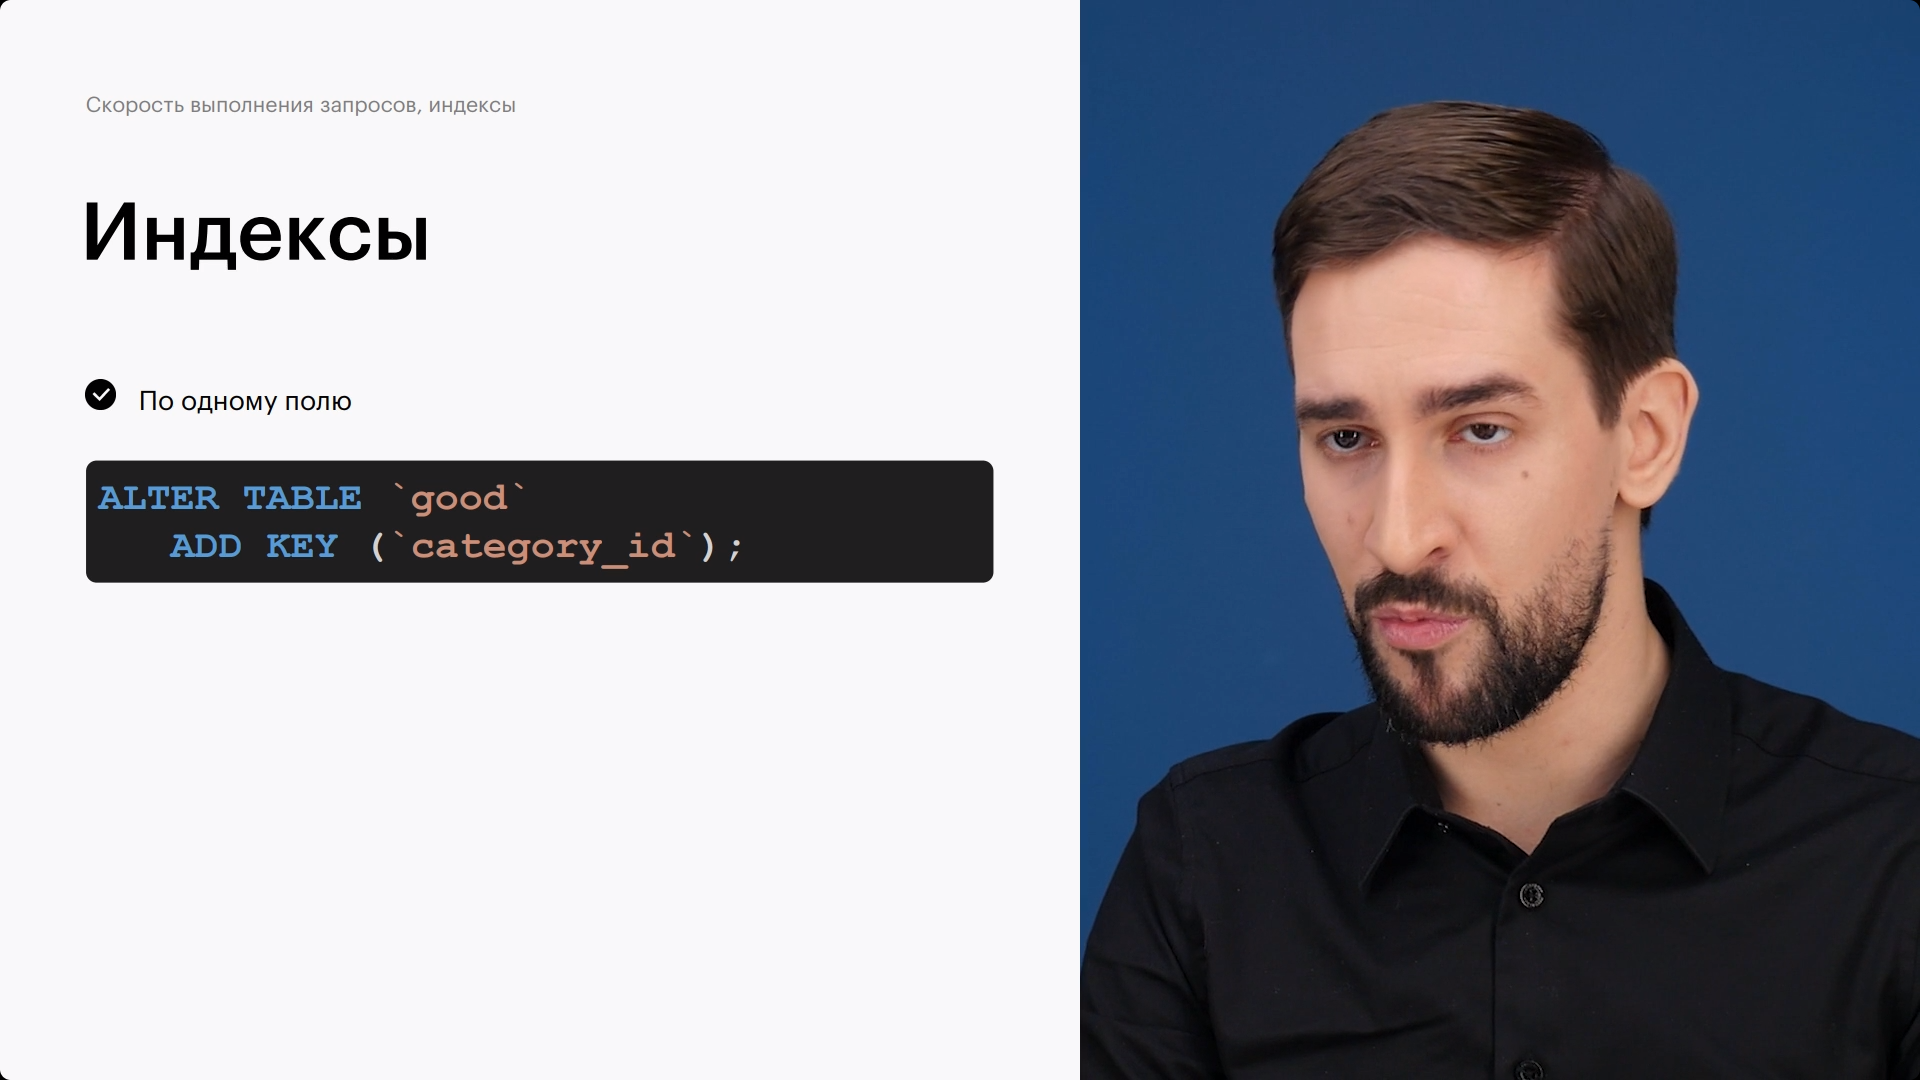 Скорость выполнения запросов, индексы
Индексы
По одному полю
ALTER TABLE `good`
    ADD KEY (`category_id`);